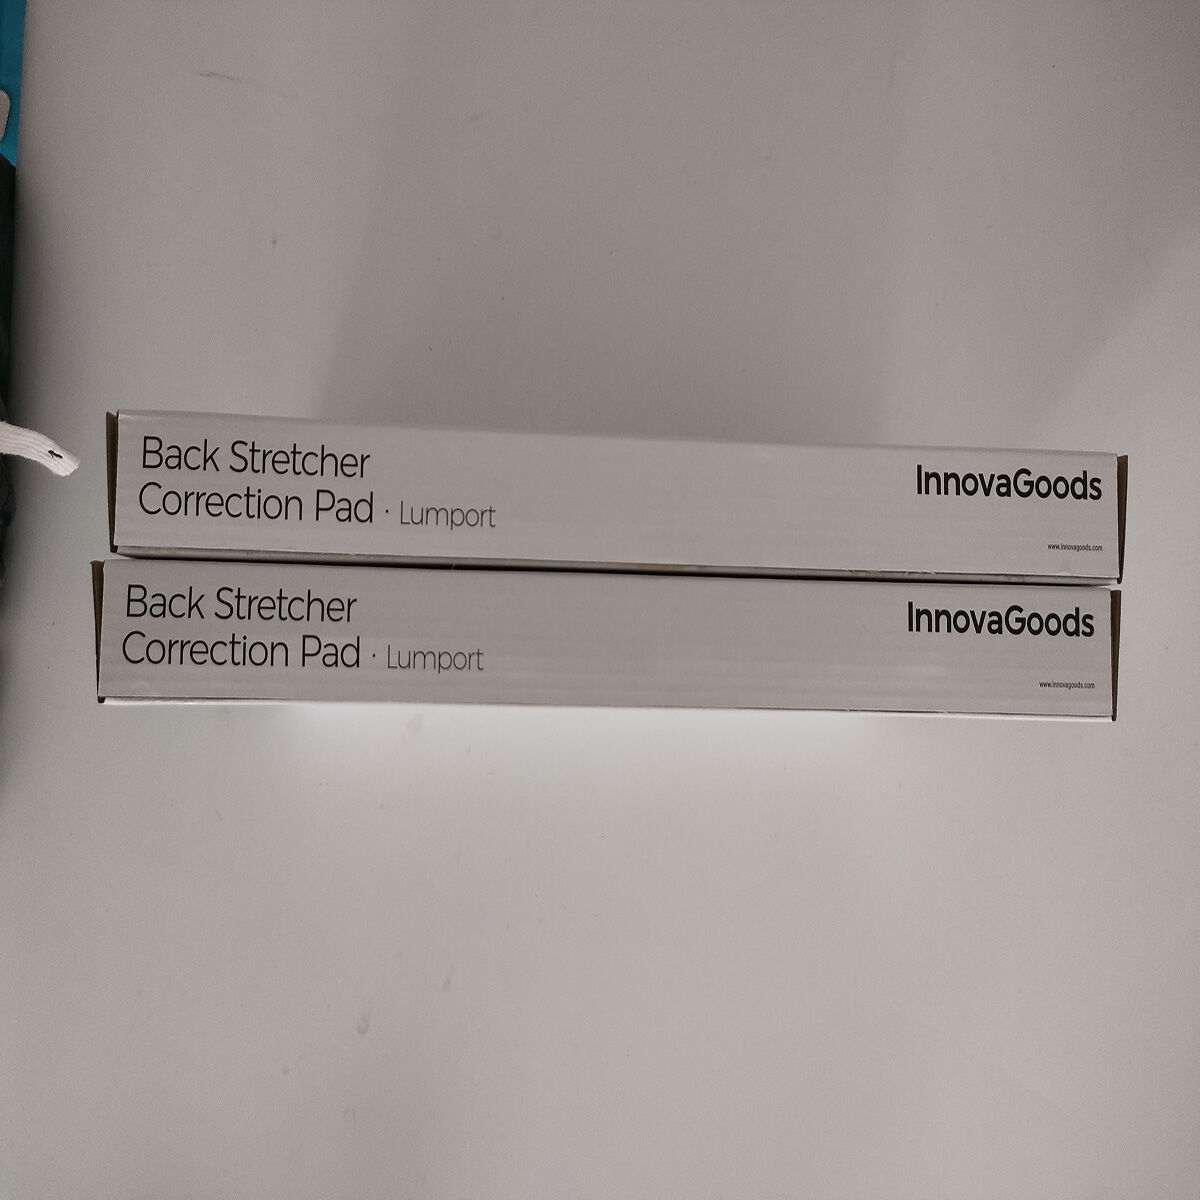 Back Stretcher
Correction Pad · Lumport
InnovaGoods
www.innovagoods.com
Back Stretcher
Correction Pad · Lumport
InnovaGoods
www.innovagoods.com